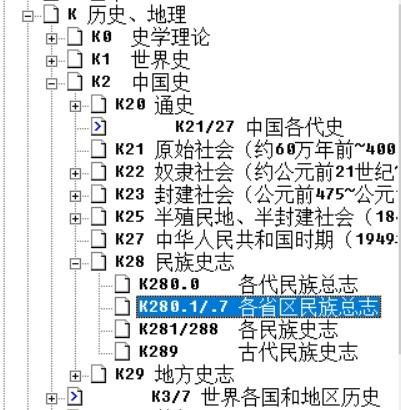 K 历史、地理
K0 史学理论
K1 世界史
K2 中国史
K20 通史
K21/27 中国各代史
K21 原始社会（约60万年前~400
K22 奴隶社会（约公元前21世纪~
K23 封建社会（公元前475~公元
K25 半殖民地、半封建社会（18
K27 中华人民共和国时期（1949
K28 民族史志
K280.0 各代民族总志
K280.1/.7 各省区民族总志
K281/288 各民族史志
K289 古代民族史志
K29 地方史志
K3/7 世界各国和地区历史